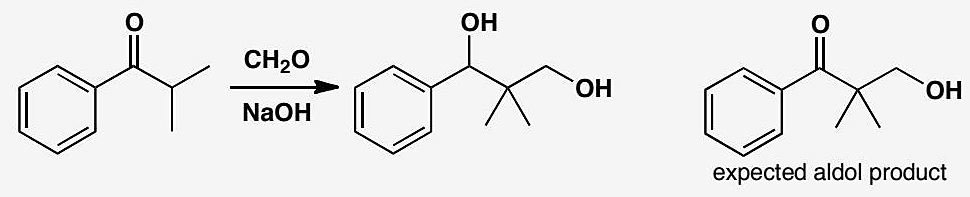 O
CH₂O
NaOH
OH
OH
O
OH
expected aldol product